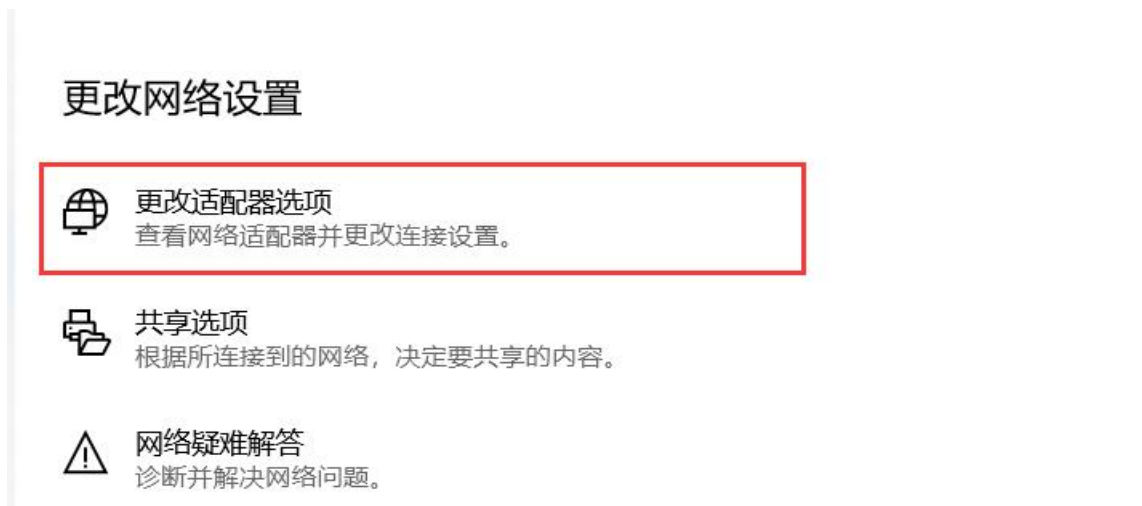 更改网络设置
更改适配器选项
查看网络适配器并更改连接设置。
共享选项
根据所连接到的网络，决定要共享的内容。
网络疑难解答
诊断并解决网络问题。